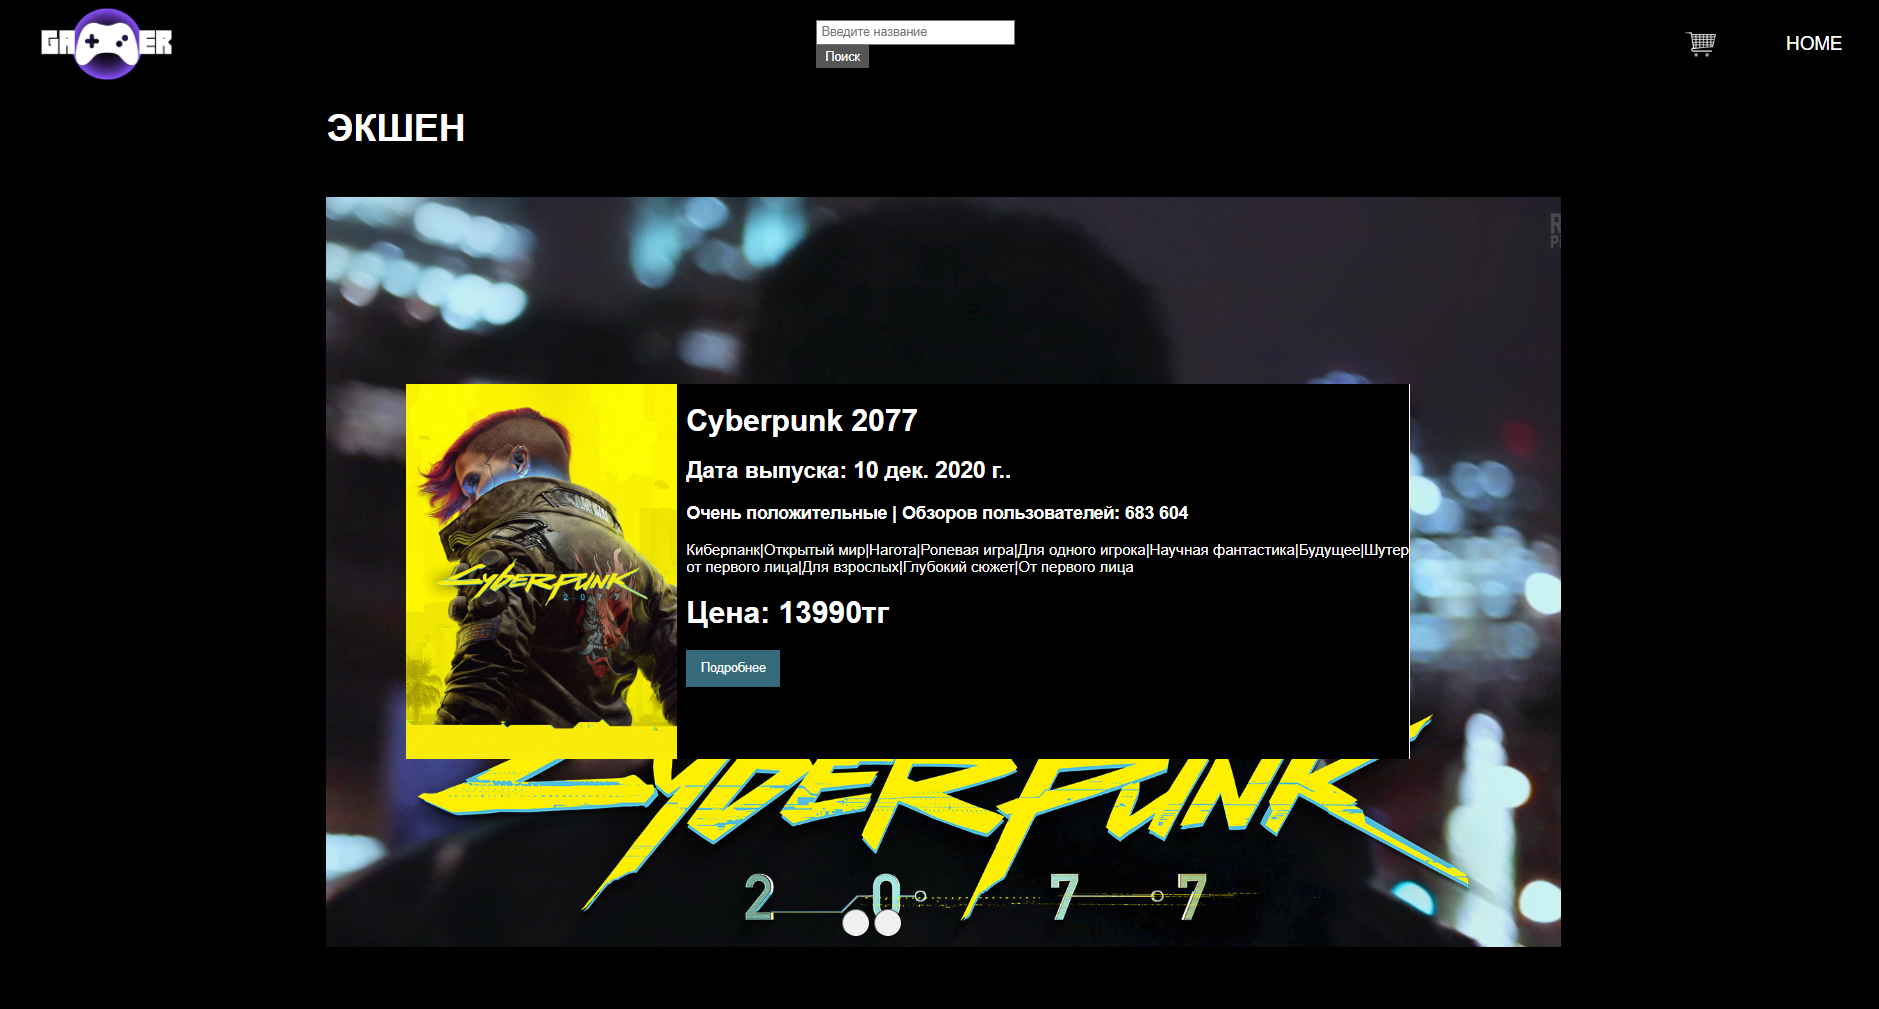 GAMER
Введите название
Поиск
HOME
ЭКШЕН
Cyberpunk 2077
Дата выпуска: 10 дек. 2020 г..
Очень положительные | Обзоров пользователей: 683 604
Киберпанк|Открытый мир|Нагота|Ролевая игра|Для одного игрока|Научная фантастика|Будущее|Шутер
от первого лица|Для взрослых|Глубокий сюжет|От первого лица
Цена: 13990тг
Подробнее
CYBERPUNK
2077
CYBERPUNK
2077